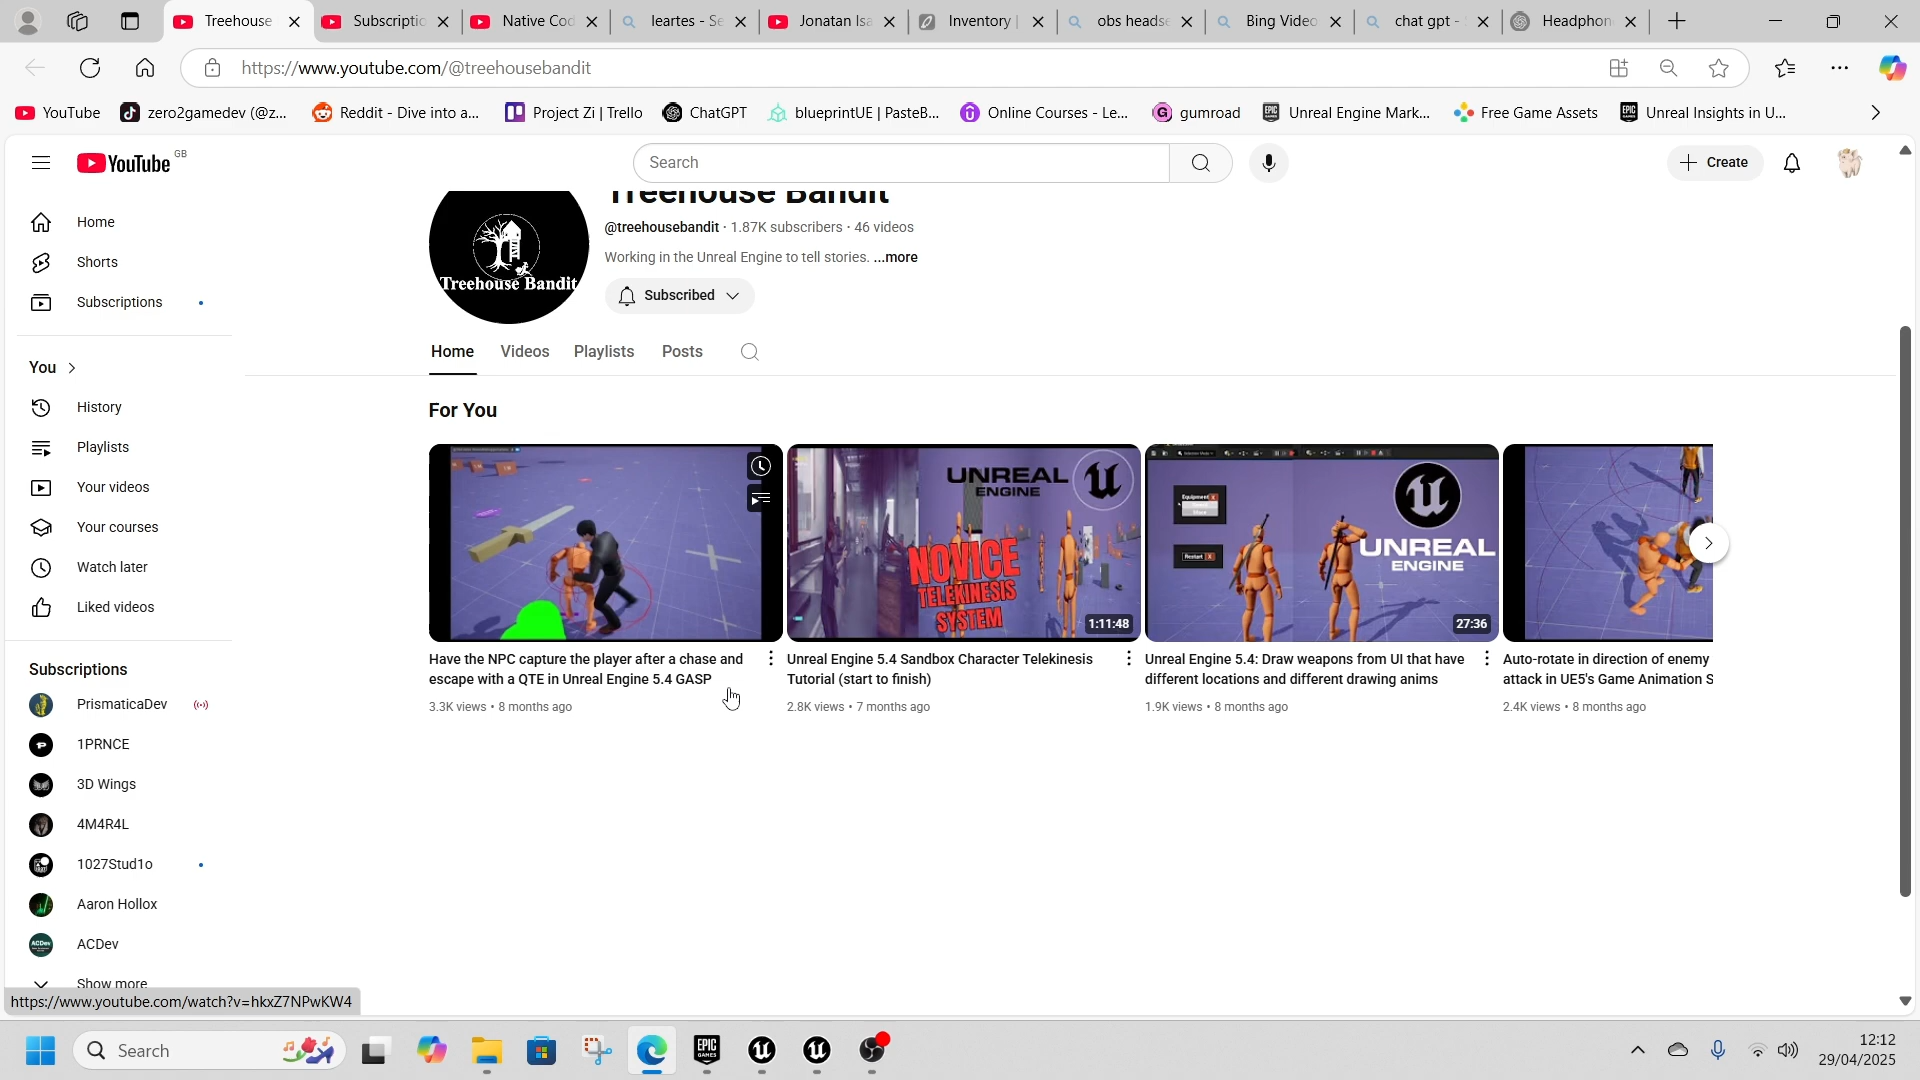 Treehouse
Subscriptio
Native Cod
leartes - Se
Jonatan Isa
Inventory |
obs headse
Bing Video
chat gpt - S
Headphon
https://www.youtube.com/@treehousebandit
YouTube
zero2gamedev (@z...
Reddit - Dive into a...
Project Zi | Trello
ChatGPT
blueprintUE | PasteB...
Online Courses - Le...
gumroad
Unreal Engine Mark...
Free Game Assets
Unreal Insights in U...
YouTube GB
Search
Create
Home
Shorts
Subscriptions
You
History
Playlists
Your videos
Your courses
Watch later
Liked videos
Subscriptions
PrismaticaDev
1PRNCE
3D Wings
4M4R4L
1027Stud1o
Aaron Hollox
ACDev
Show more
Treehouse Bandit
Treehouse Bandit
@treehousebandit · 1.87K subscribers · 46 videos
Working in the Unreal Engine to tell stories. ...more
Subscribed
Home
Videos
Playlists
Posts
For You
Have the NPC capture the player after a chase and
escape with a QTE in Unreal Engine 5.4 GASP
3.3K views • 8 months ago
UNREAL
ENGINE
NOVICE
TELEKINESIS
SYSTEM
1:11:48
Unreal Engine 5.4 Sandbox Character Telekinesis
Tutorial (start to finish)
2.8K views • 7 months ago
Equipment X
Restart X
UNREAL
ENGINE
27:36
Unreal Engine 5.4: Draw weapons from UI that have
different locations and different drawing anims
1.9K views • 8 months ago
Auto-rotate in direction of enemy
attack in UE5's Game Animation S
2.4K views • 8 months ago
https://www.youtube.com/watch?v=hkxZ7NPwKW4
Search
EPIC
GAMES
12:12
29/04/2025